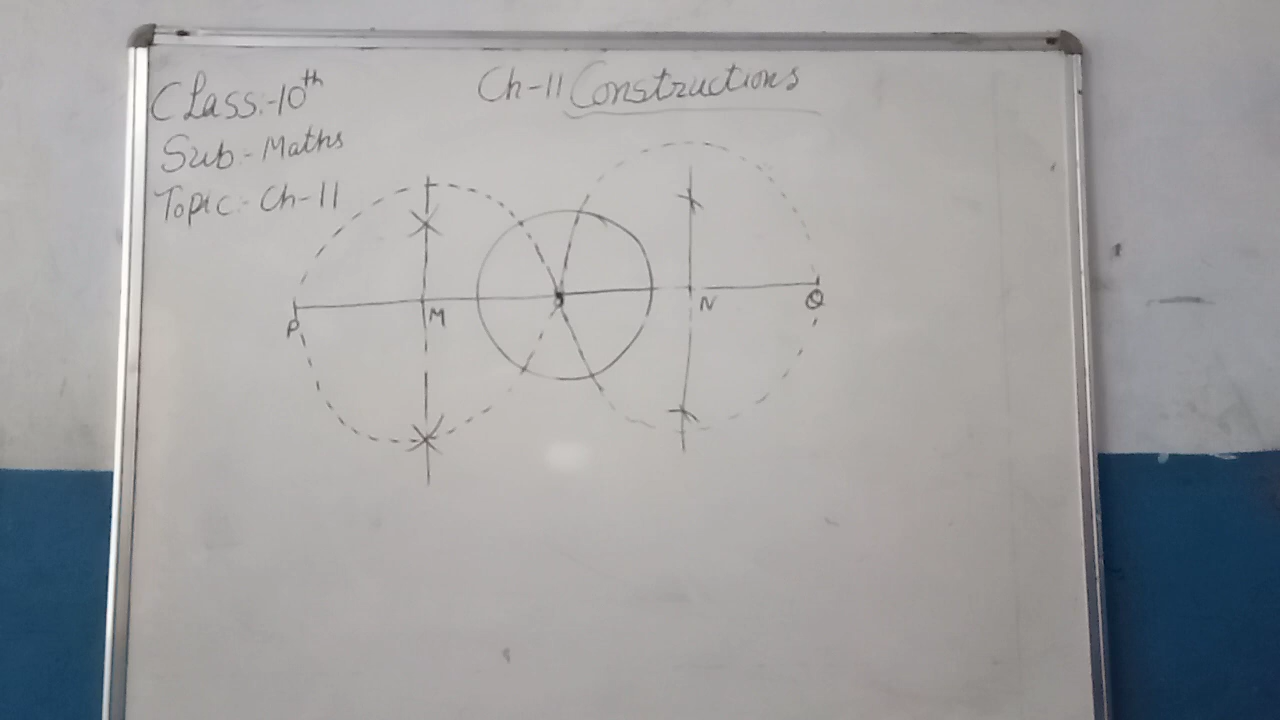 Class:-10th
Sub:- Maths
Topic:- Ch-11
Ch-11 Constructions
P
M
N
Q